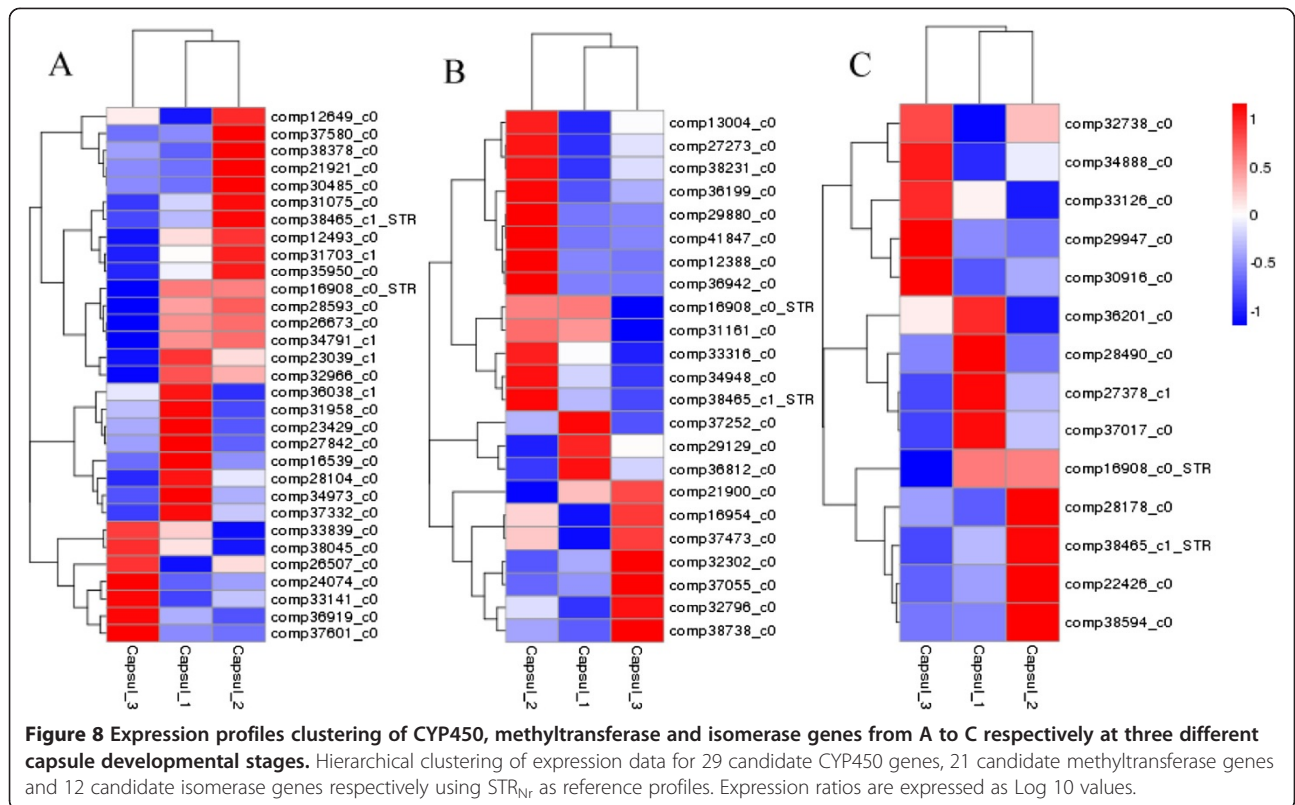 A
comp12649_c0
comp37580_c0
comp38378_c0
comp21921_c0
comp30485_c0
comp31075_c0
comp38465_c1_STR
comp12493_c0
comp31703_c1
comp35950_c0
comp16908_c0_STR
comp28593_c0
comp26673_c0
comp34791_c1
comp23039_c1
comp32966_c0
comp36038_c1
comp31958_c0
comp23429_c0
comp27842_c0
comp16539_c0
comp28104_c0
comp34973_c0
comp37332_c0
comp33839_c0
comp38045_c0
comp26507_c0
comp24074_c0
comp33141_c0
comp36919_c0
comp37601_c0
Capsul_3
Capsul_1
Capsul_2
B
comp13004_c0
comp27273_c0
comp38231_c0
comp36199_c0
comp29880_c0
comp41847_c0
comp12388_c0
comp36942_c0
comp16908_c0_STR
comp31161_c0
comp33316_c0
comp34948_c0
comp38465_c1_STR
comp37252_c0
comp29129_c0
comp36812_c0
comp21900_c0
comp16954_c0
comp37473_c0
comp32302_c0
comp37055_c0
comp32796_c0
comp38738_c0
Capsul_2
Capsul_1
Capsul_3
C
comp32738_c0
comp34888_c0
comp33126_c0
comp29947_c0
comp30916_c0
comp36201_c0
comp28490_c0
comp27378_c1
comp37017_c0
comp16908_c0_STR
comp28178_c0
comp38465_c1_STR
comp22426_c0
comp38594_c0
Capsul_3
Capsul_1
Capsul_2
1
0.5
0
-0.5
-1
Figure 8 Expression profiles clustering of CYP450, methyltransferase and isomerase genes from A to C respectively at three different
capsule developmental stages. Hierarchical clustering of expression data for 29 candidate CYP450 genes, 21 candidate methyltransferase genes
and 12 candidate isomerase genes respectively using STRNr as reference profiles. Expression ratios are expressed as Log 10 values.